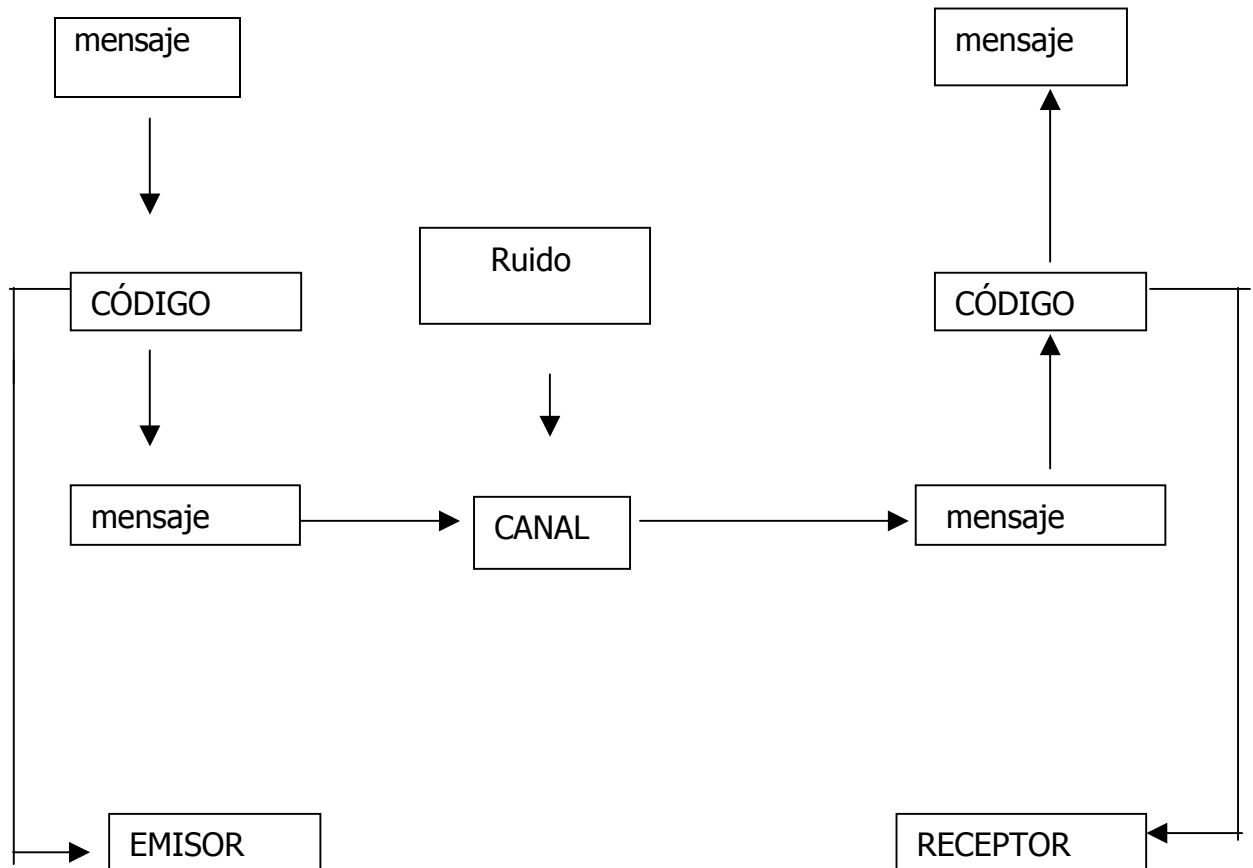 mensaje
mensaje
Ruido
CÓDIGO
CÓDIGO
mensaje
CANAL
mensaje
EMISOR
RECEPTOR